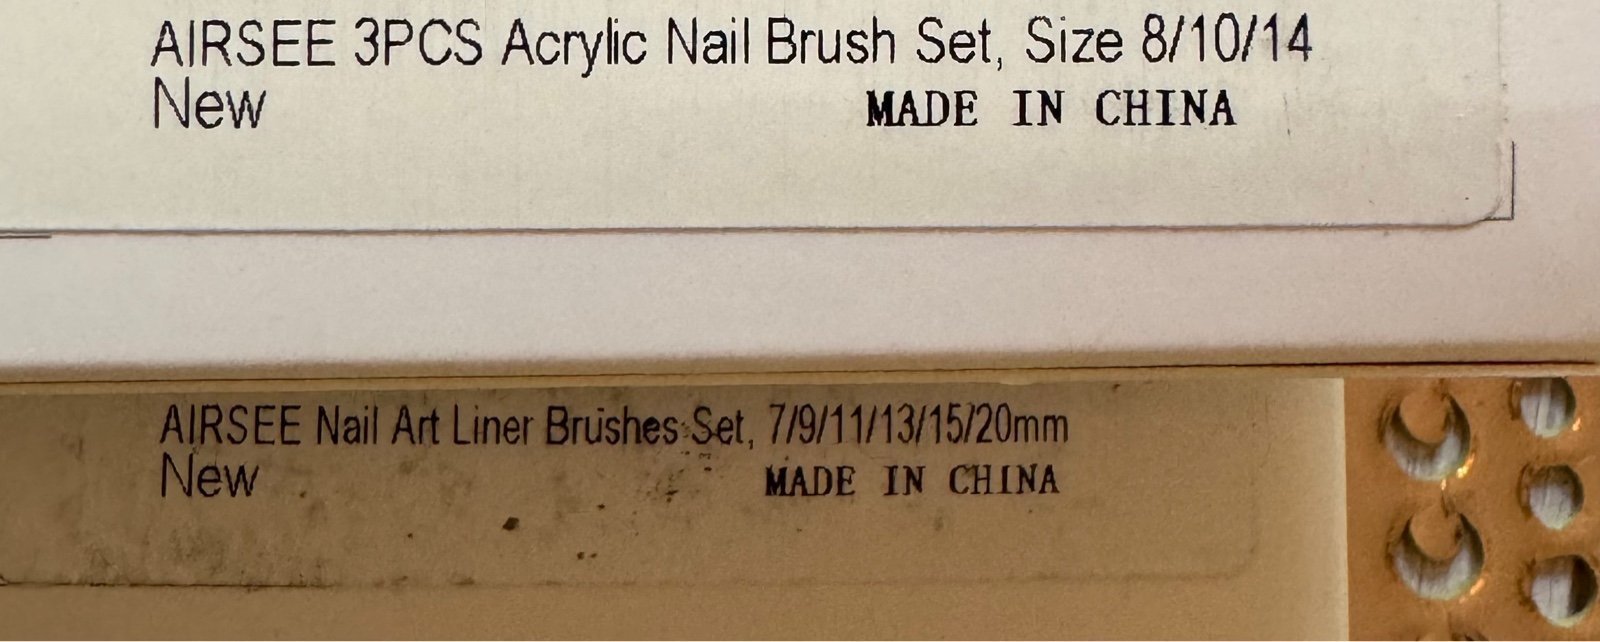 AIRSEE 3PCS Acrylic Nail Brush Set, Size 8/10/14
New MADE IN CHINA
AIRSEE Nail Art Liner Brushes Set, 7/9/11/13/15/20mm
New MADE IN CHINA